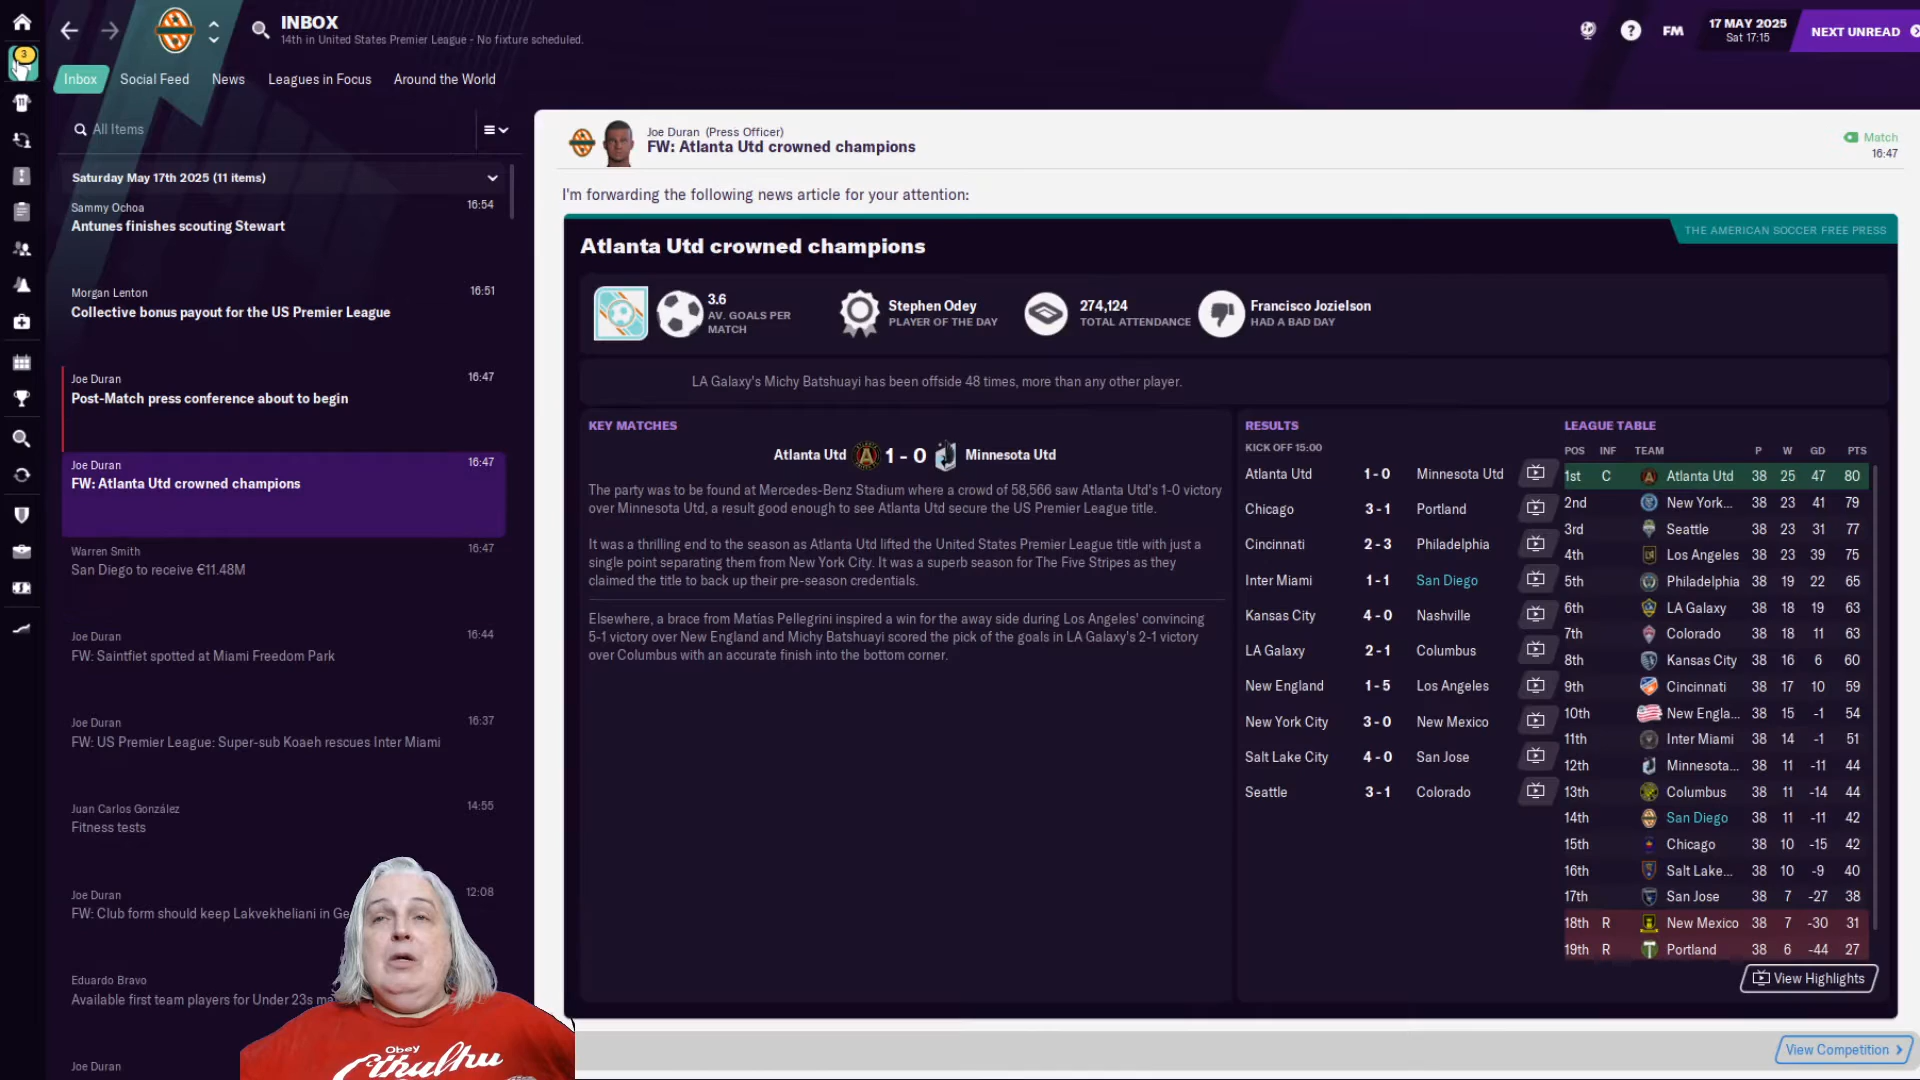 INBOX
14th in United States Premier League - No fixture scheduled.
FM
17 MAY 2025
Sat 17:15
NEXT UNREAD
3
Inbox
Social Feed
News
Leagues in Focus
Around the World
All Items
Saturday May 17th 2025 (11 items)
Sammy Ochoa
16:54
Antunes finishes scouting Stewart
Morgan Lenton
16:51
Collective bonus payout for the US Premier League
Joe Duran
16:47
Post-Match press conference about to begin
Joe Duran
16:47
FW: Atlanta Utd crowned champions
Warren Smith
16:47
San Diego to receive €11.48M
Joe Duran
16:44
FW: Saintfiet spotted at Miami Freedom Park
Joe Duran
16:37
FW: US Premier League: Super-sub Koaeh rescues Inter Miami
Juan Carlos González
14:55
Fitness tests
Joe Duran
12:08
FW: Club form should keep Lakvekheliani in Ge
Eduardo Bravo
Available first team players for Under 23s ma
Joe Duran
Joe Duran (Press Officer)
FW: Atlanta Utd crowned champions
Match
16:47
I'm forwarding the following news article for your attention:
THE AMERICAN SOCCER FREE PRESS
Atlanta Utd crowned champions
3.6
AV. GOALS PER
MATCH
Stephen Odey
PLAYER OF THE DAY
274,124
TOTAL ATTENDANCE
Francisco Jozielson
HAD A BAD DAY
LA Galaxy's Michy Batshuayi has been offside 48 times, more than any other player.
KEY MATCHES
Atlanta Utd 1 - 0 Minnesota Utd
The party was to be found at Mercedes-Benz Stadium where a crowd of 58,566 saw Atlanta Utd's 1-0 victory
over Minnesota Utd, a result good enough to see Atlanta Utd secure the US Premier League title.
It was a thrilling end to the season as Atlanta Utd lifted the United States Premier League title with just a
single point separating them from New York City. It was a superb season for The Five Stripes as they
claimed the title to back up their pre-season credentials.
Elsewhere, a brace from Matías Pellegrini inspired a win for the away side during Los Angeles' convincing
5-1 victory over New England and Michy Batshuayi scored the pick of the goals in LA Galaxy's 2-1 victory
over Columbus with an accurate finish into the bottom corner.
RESULTS
KICK OFF 15:00
Atlanta Utd 1-0 Minnesota Utd
Chicago 3-1 Portland
Cincinnati 2-3 Philadelphia
Inter Miami 1-1 San Diego
Kansas City 4-0 Nashville
LA Galaxy 2-1 Columbus
New England 1-5 Los Angeles
New York City 3-0 New Mexico
Salt Lake City 4-0 San Jose
Seattle 3-1 Colorado
LEAGUE TABLE
POS INF TEAM P W GD PTS
1st C Atlanta Utd 38 25 47 80
2nd New York... 38 23 41 79
3rd Seattle 38 23 31 77
4th Los Angeles 38 23 39 75
5th Philadelphia 38 19 22 65
6th LA Galaxy 38 18 19 63
7th Colorado 38 18 11 63
8th Kansas City 38 16 6 60
9th Cincinnati 38 17 10 59
10th New Engla... 38 15 -1 54
11th Inter Miami 38 14 -1 51
12th Minnesota... 38 11 -11 44
13th Columbus 38 11 -14 44
14th San Diego 38 11 -11 42
15th Chicago 38 10 -15 42
16th Salt Lake... 38 10 -9 40
17th San Jose 38 7 -27 38
18th R New Mexico 38 7 -30 31
19th R Portland 38 6 -44 27
View Highlights
View Competition
Obey
Cthulhu